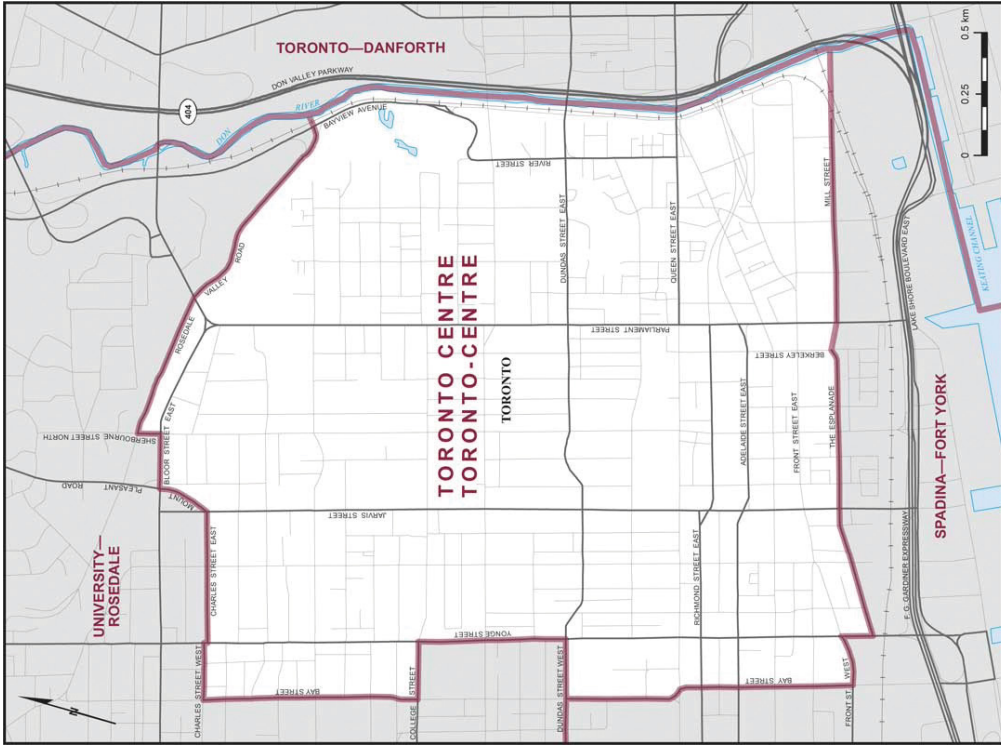 TORONTO—DANFORTH
DON VALLEY PARKWAY
404
DON
RIVER
BAYVIEW AVENUE
RIVER STREET
ROSEDALE
VALLEY
ROAD
SHERBOURNE STREET NORTH
BLOOR STREET EAST
MOUNT
PLEASANT
ROAD
UNIVERSITY—
ROSEDALE
CHARLES STREET EAST
CHARLES STREET WEST
JARVIS STREET
YONGE STREET
BAY STREET
COLLEGE STREET
DUNDAS STREET WEST
DUNDAS STREET EAST
TORONTO CENTRE
TORONTO-CENTRE
TORONTO
PARLIAMENT STREET
QUEEN STREET EAST
RICHMOND STREET EAST
ADELAIDE STREET EAST
BERKELEY STREET
FRONT STREET EAST
THE ESPLANADE
MILL STREET
BAY STREET
FRONT ST. WEST
F. G. GARDINER EXPRESSWAY
LAKE SHORE BOULEVARD EAST
KEATING CHANNEL
SPADINA—FORT YORK
0 0.25 0.5 km
N